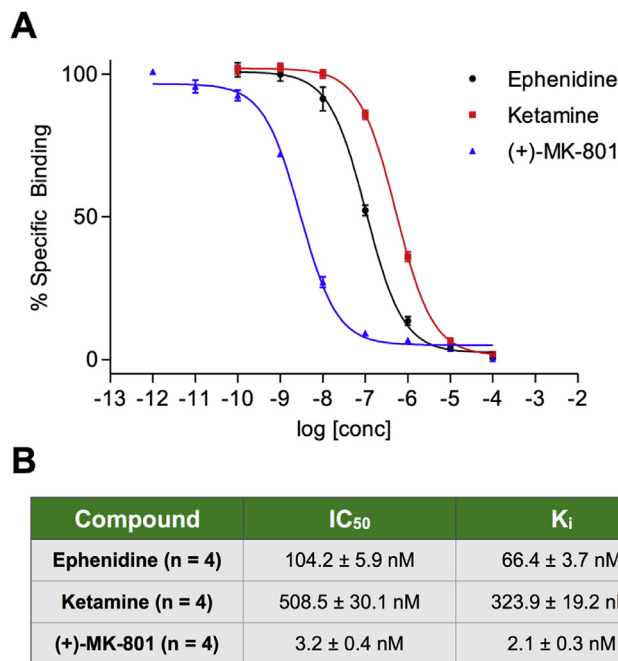 A
100
50
0
% Specific Binding
Ephenidine
Ketamine
(+)-MK-801
-13 -12 -11 -10 -9 -8 -7 -6 -5 -4 -3 -2
log [conc]
B
Compound IC₅₀ Kᵢ
Ephenidine (n = 4) 104.2 ± 5.9 nM 66.4 ± 3.7 nM
Ketamine (n = 4) 508.5 ± 30.1 nM 323.9 ± 19.2 nM
(+)-MK-801 (n = 4) 3.2 ± 0.4 nM 2.1 ± 0.3 nM